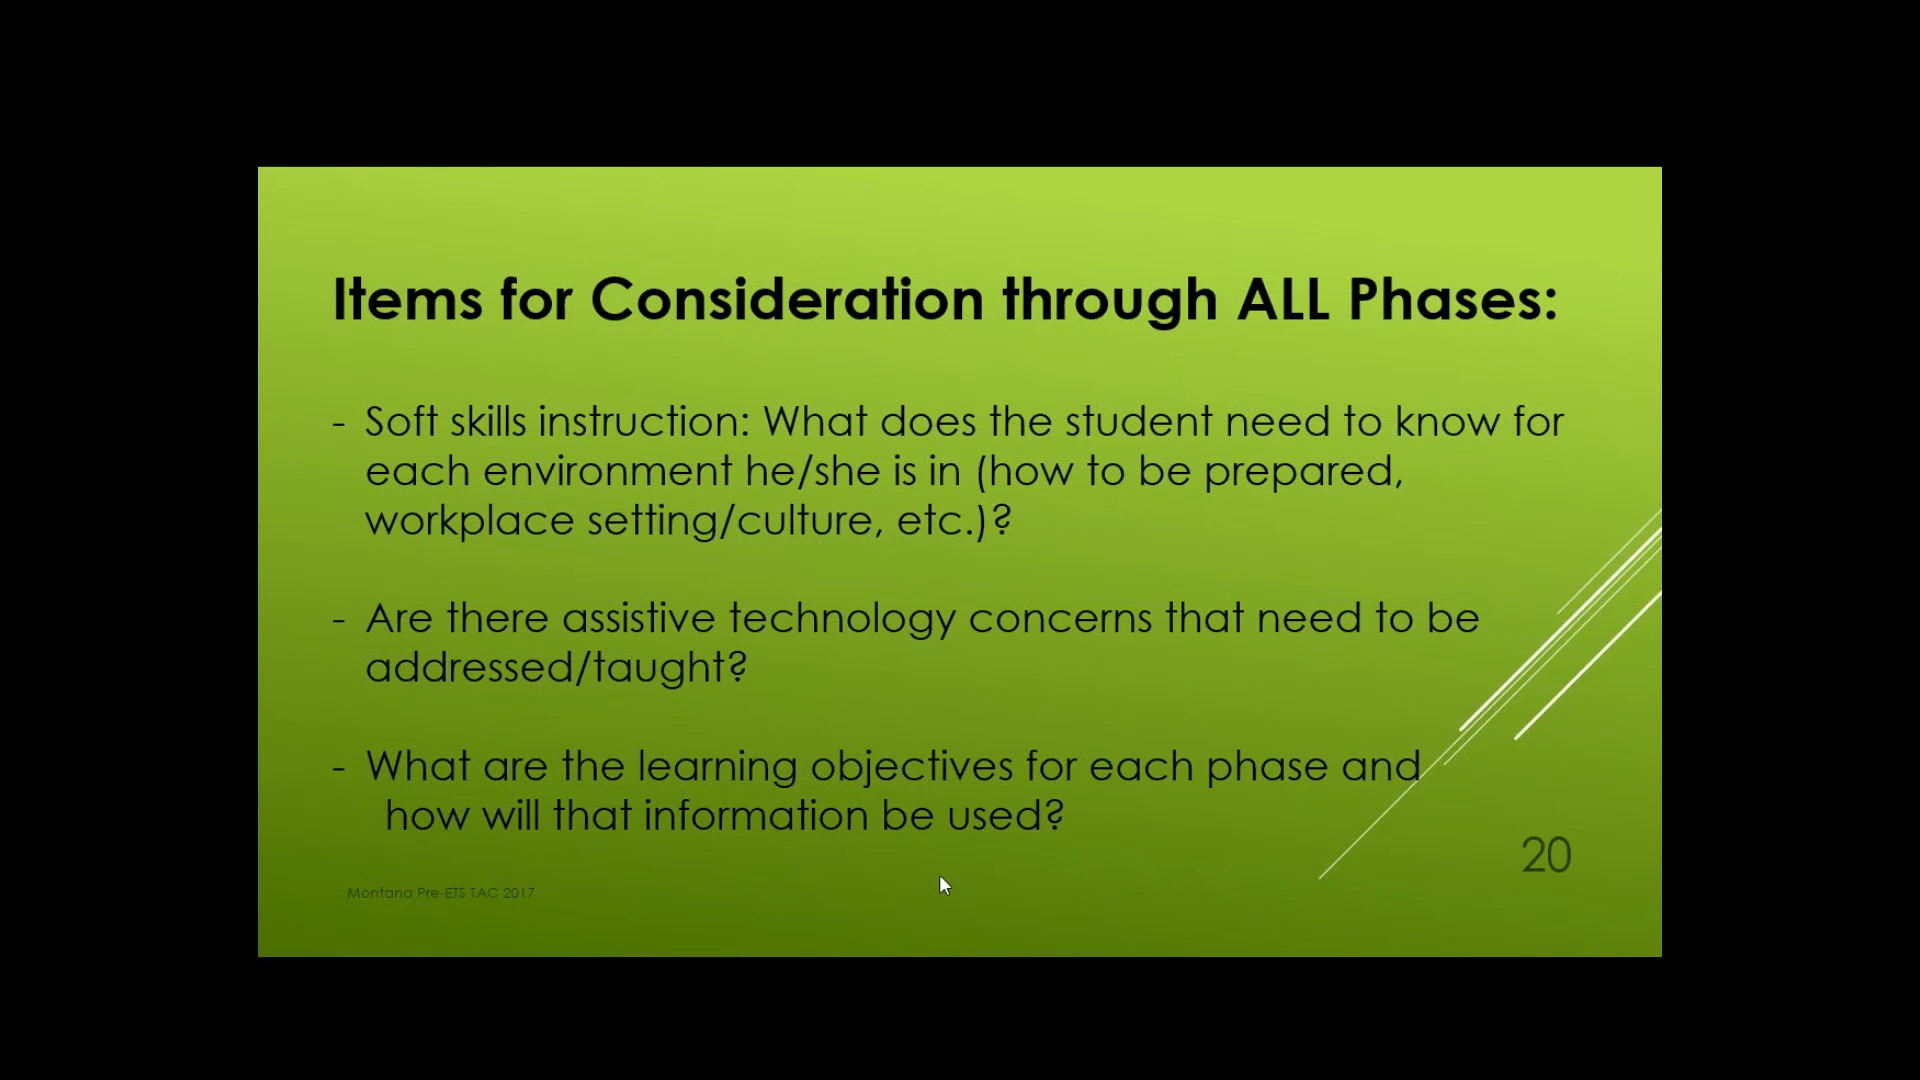 Items for Consideration through ALL Phases:
- Soft skills instruction: What does the student need to know for
each environment he/she is in (how to be prepared,
workplace setting/culture, etc.)?
- Are there assistive technology concerns that need to be
addressed/taught?
- What are the learning objectives for each phase and
how will that information be used?
20
Montana Pre-ETS TAC 2017